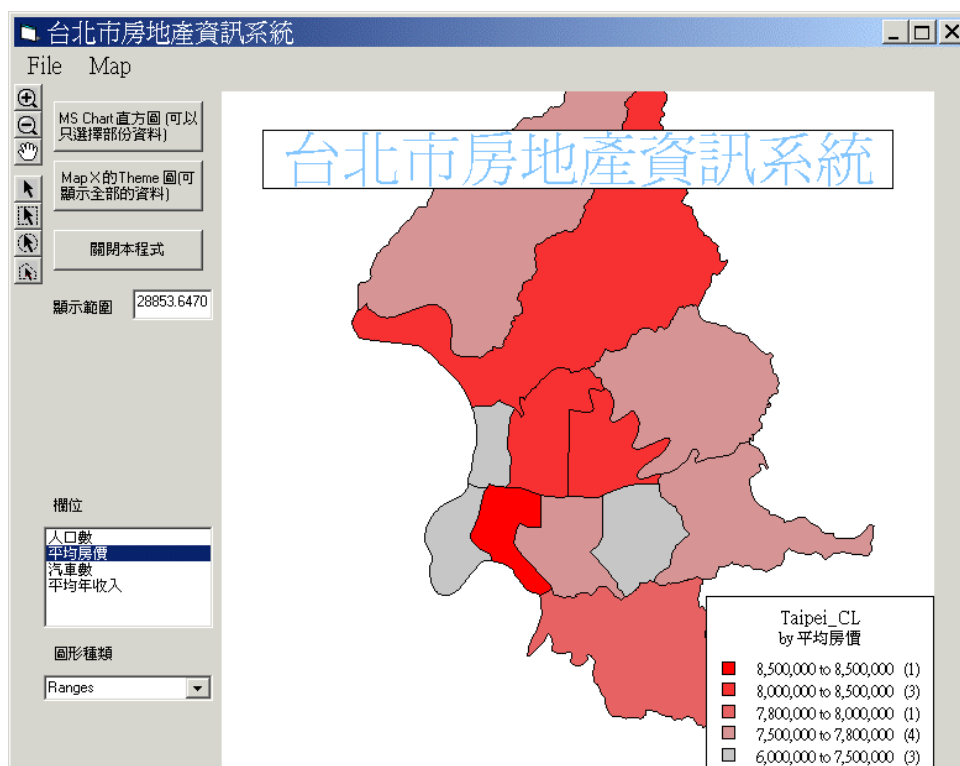 台北市房地產資訊系統
File Map
MS Chart 直方圖 (可以
只選擇部份資料)
台北市房地產資訊系統
MapX的Theme 圖(可
顯示全部的資料)
關閉本程式
顯示範圍 28853.6470
欄位
人口數
平均房價
汽車數
平均年收入
圖形種類
Ranges
Taipei_CL
by 平均房價
8,500,000 to 8,500,000 (1)
8,000,000 to 8,500,000 (3)
7,800,000 to 8,000,000 (1)
7,500,000 to 7,800,000 (4)
6,000,000 to 7,500,000 (3)